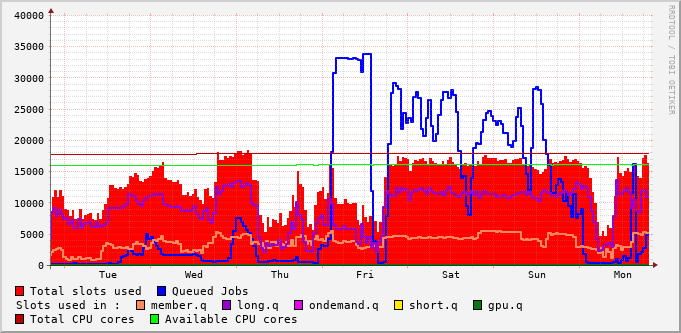 40000
35000
30000
25000
20000
15000
10000
5000
0
Tue Wed Thu Fri Sat Sun Mon
RRDTOOL / TOBI OETIKER
Total slots used Queued Jobs
Slots used in : member.q long.q ondemand.q short.q gpu.q
Total CPU cores Available CPU cores